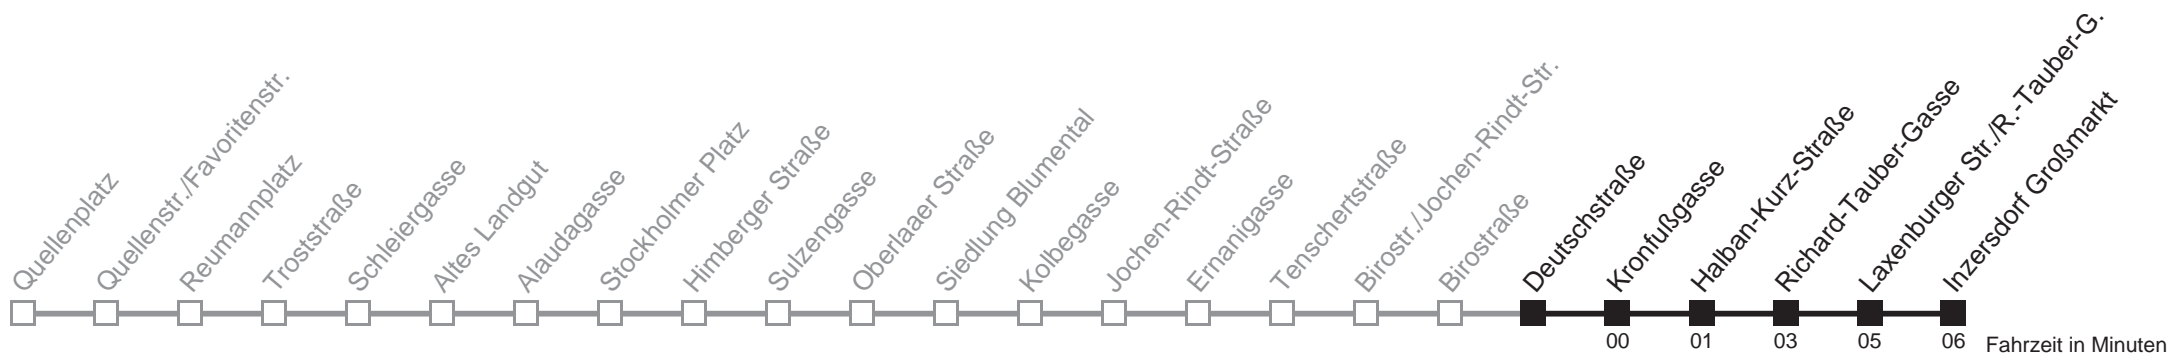 Quellenplatz
Quellenstr./Favoritenstr.
Reumannplatz
Troststraße
Schleiergasse
Altes Landgut
Alaudagasse
Stockholmer Platz
Himberger Straße
Sulzengasse
Oberlaaer Straße
Siedlung Blumental
Kolbegasse
Jochen-Rindt-Straße
Ernanigasse
Tenschertstraße
Birostr./Jochen-Rindt-Str.
Birostraße
Deutschstraße
Kronfußgasse
Halban-Kurz-Straße
Richard-Tauber-Gasse
Laxenburger Str./R.-Tauber-G.
Inzersdorf Großmarkt
00 01 03 05 06 Fahrzeit in Minuten